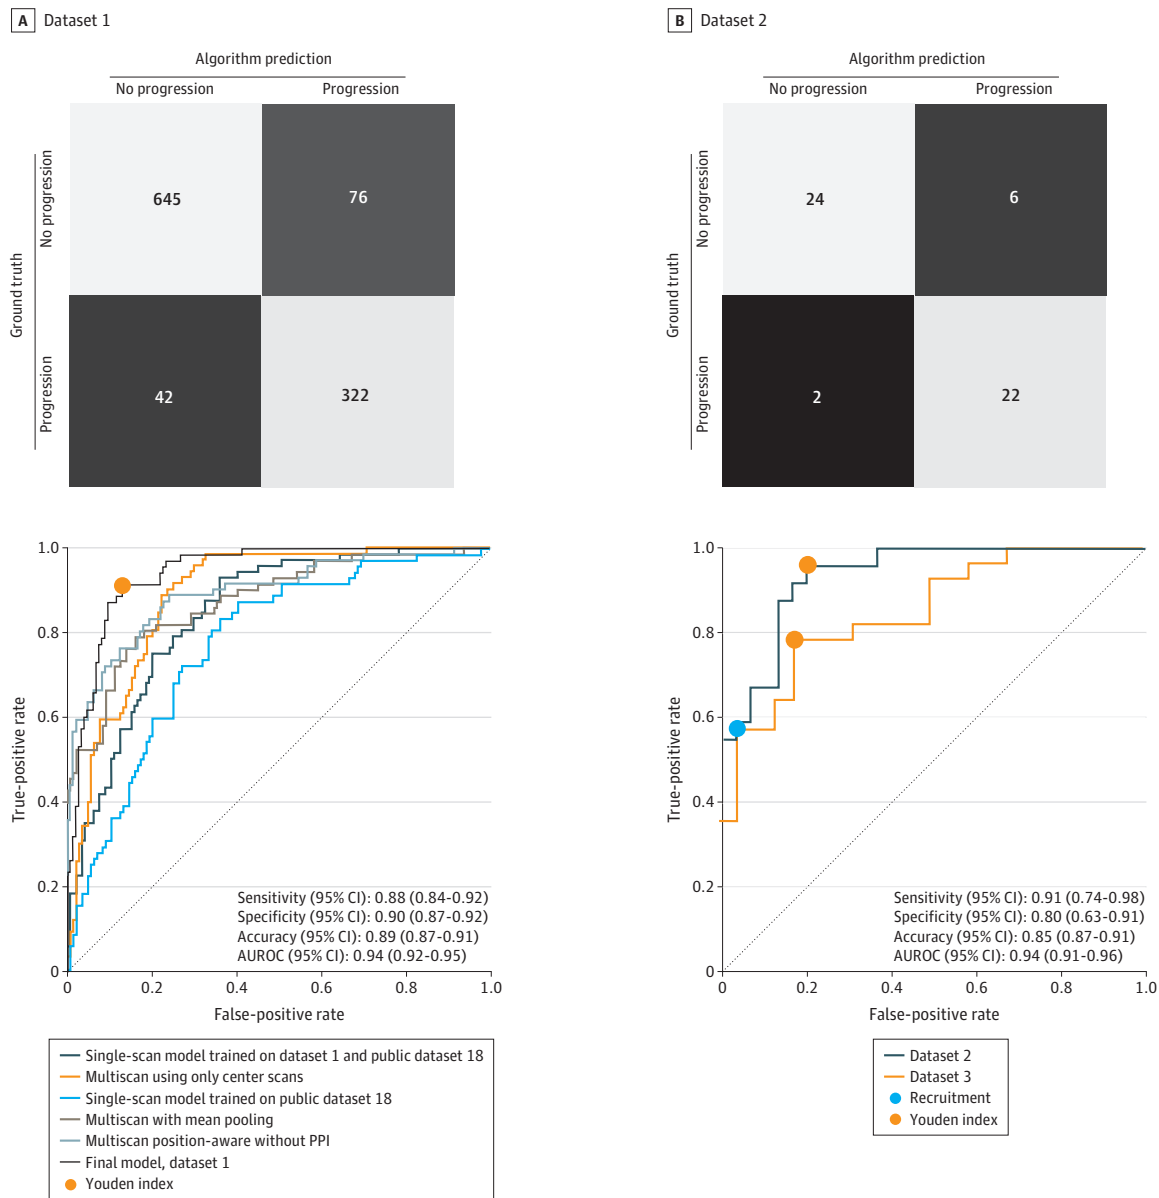 A Dataset 1
Algorithm prediction
No progression
Progression
Ground truth
No progression
Progression
645
76
42
322
1.0
0.8
0.6
0.4
0.2
0
True-positive rate
Sensitivity (95% CI): 0.88 (0.84-0.92)
Specificity (95% CI): 0.90 (0.87-0.92)
Accuracy (95% CI): 0.89 (0.87-0.91)
AUROC (95% CI): 0.94 (0.92-0.95)
0 0.2 0.4 0.6 0.8 1.0
False-positive rate
Single-scan model trained on dataset 1 and public dataset 18
Multiscan using only center scans
Single-scan model trained on public dataset 18
Multiscan with mean pooling
Multiscan position-aware without PPI
Final model, dataset 1
Youden index
B Dataset 2
Algorithm prediction
No progression
Progression
Ground truth
No progression
Progression
24
6
2
22
1.0
0.8
0.6
0.4
0.2
0
True-positive rate
Sensitivity (95% CI): 0.91 (0.74-0.98)
Specificity (95% CI): 0.80 (0.63-0.91)
Accuracy (95% CI): 0.85 (0.87-0.91)
AUROC (95% CI): 0.94 (0.91-0.96)
0 0.2 0.4 0.6 0.8 1.0
False-positive rate
Dataset 2
Dataset 3
Recruitment
Youden index